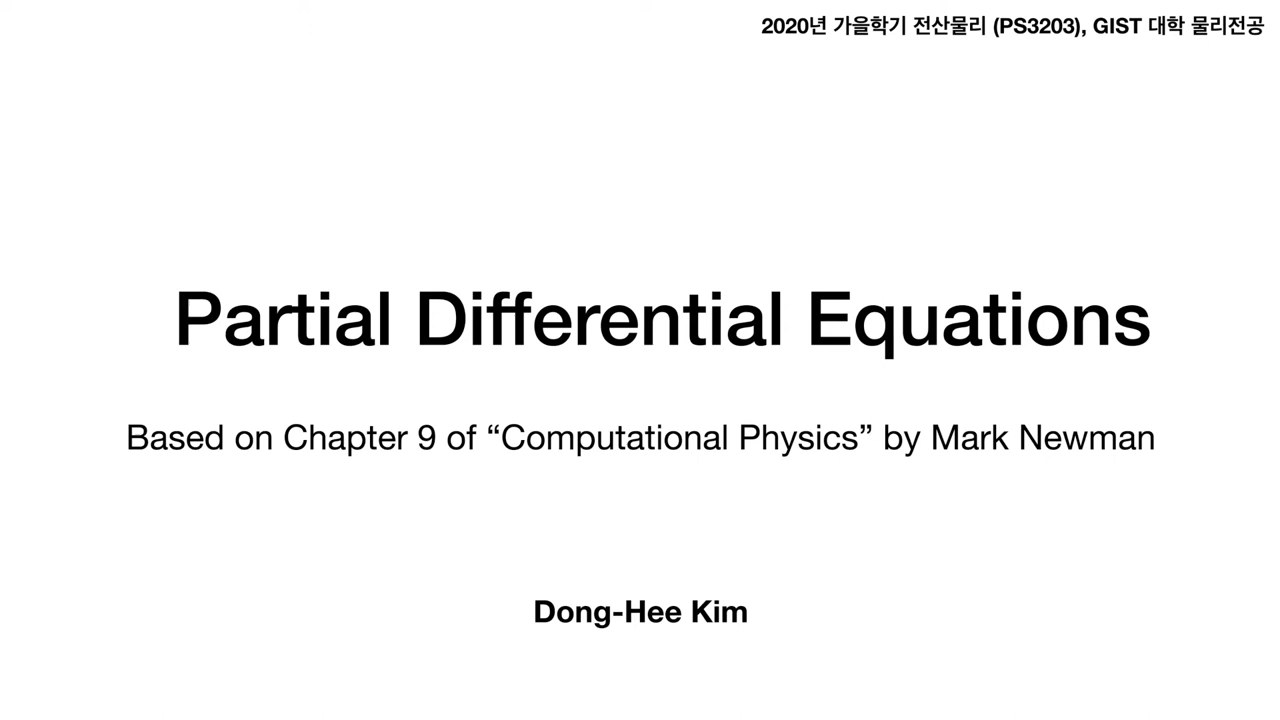 2020년 가을학기 전산물리 (PS3203), GIST 대학 물리전공
Partial Differential Equations
Based on Chapter 9 of “Computational Physics” by Mark Newman
Dong-Hee Kim